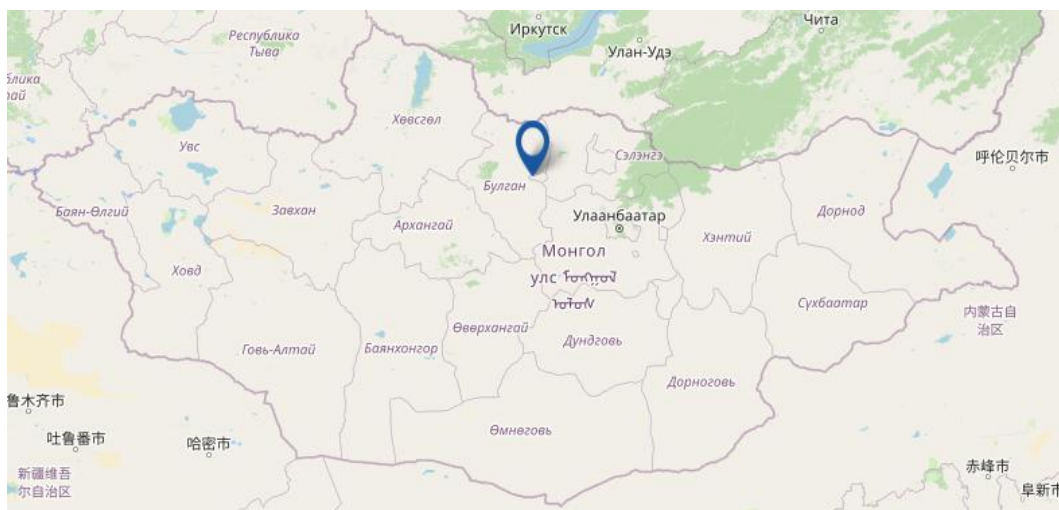 Чита
Иркутск
Республика
Тыва
Улан-Удэ
блика
тай
Хөвсгөл
Увс
Сэлэнгэ
呼伦贝尔市
Булган
Баян-Өлгий
Завхан
Архангай
Улаанбаатар
Хэнтий
Дорнод
Монгол
улс ᠮᠣᠩᠭᠣᠯ
ᠤᠯᠤᠰ
Ховд
Сүхбаатар
内蒙古自
治区
Өвөрхангай
Говь-Алтай
Баянхонгор
Дундговь
Дорноговь
鲁木齐市
Өмнөговь
吐鲁番市
哈密市
新疆维吾
尔自治区
赤峰市
阜新市